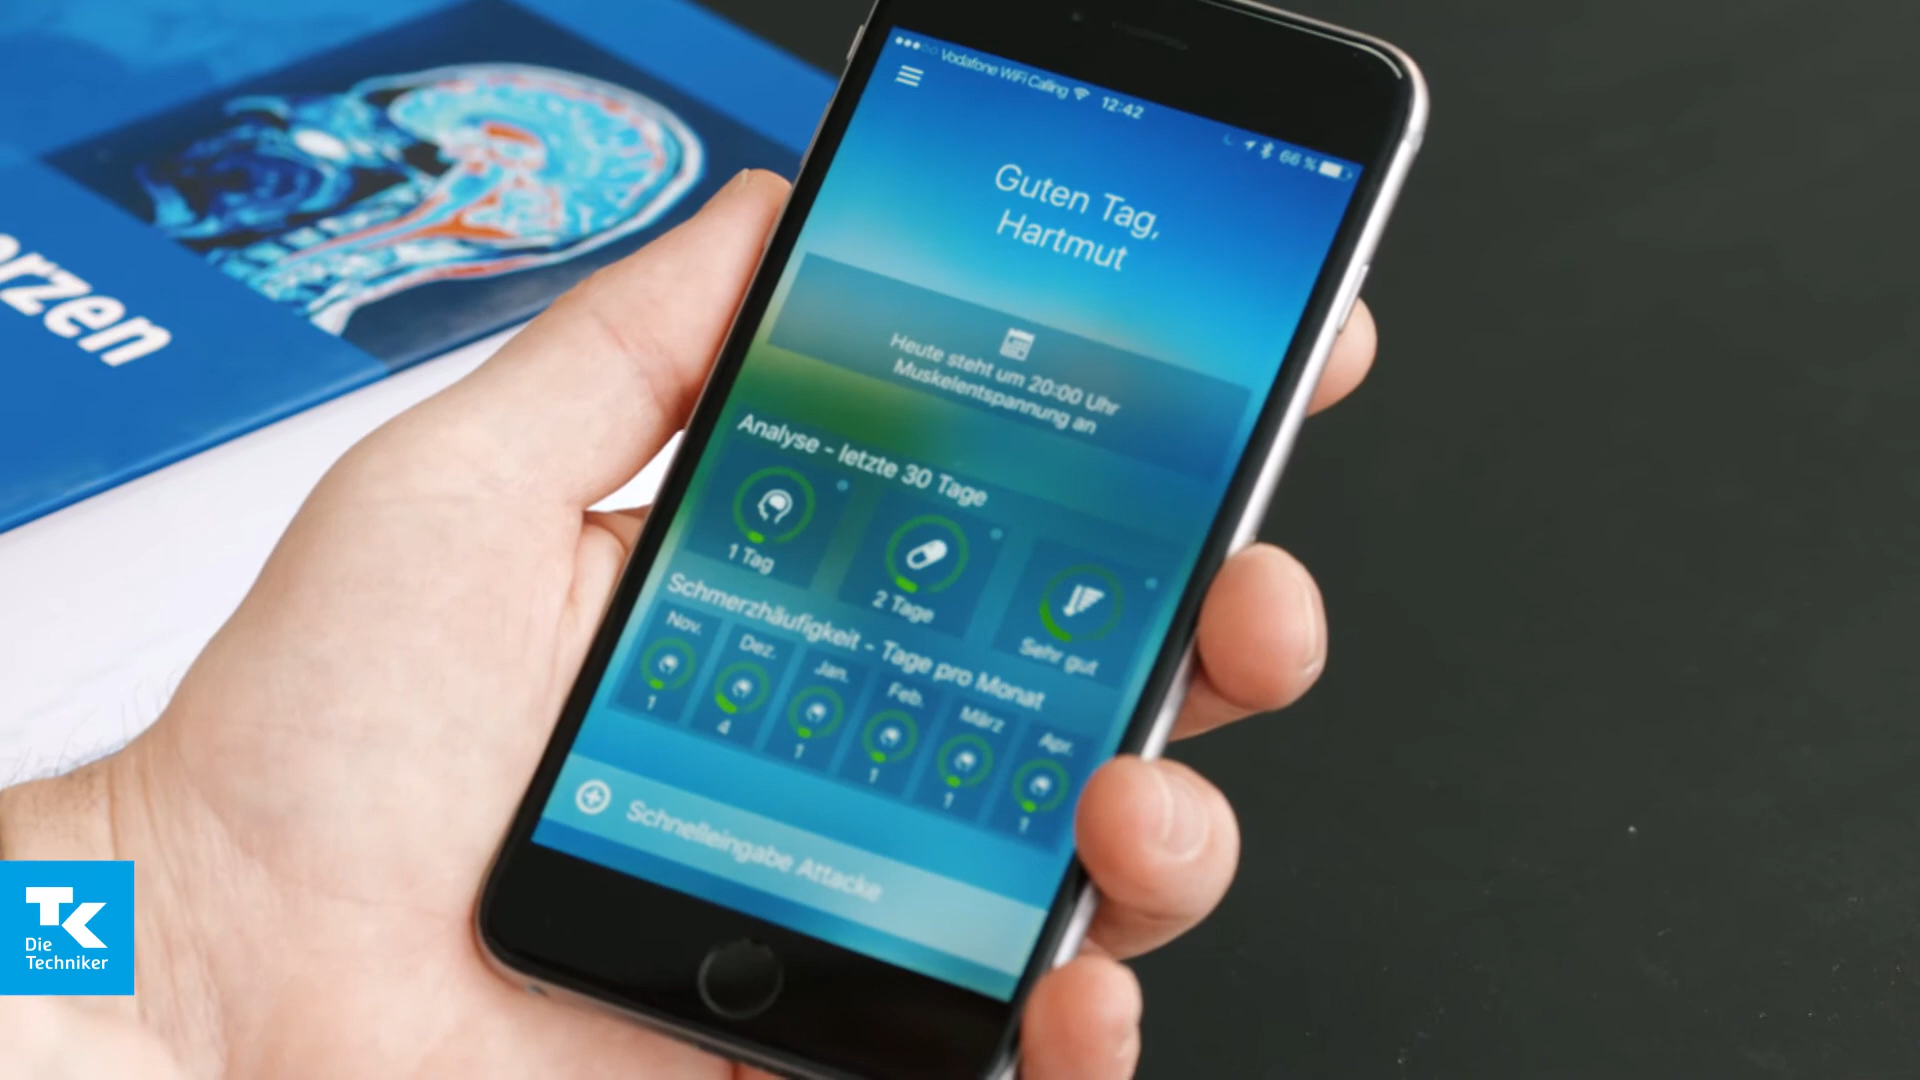 Vodafone WiFi Calling 12:42 66 %
Guten Tag,
Hartmut
Heute steht um 20:00 Uhr
Muskelentspannung an
Analyse - letzte 30 Tage
1 Tag 2 Tage Sehr gut
Schmerzhäufigkeit - Tage pro Monat
Nov. Dez. Jan. Feb. März Apr.
1 4 1 1 1 1
Schnelleingabe Attacke
rzen
TK
Die
Techniker